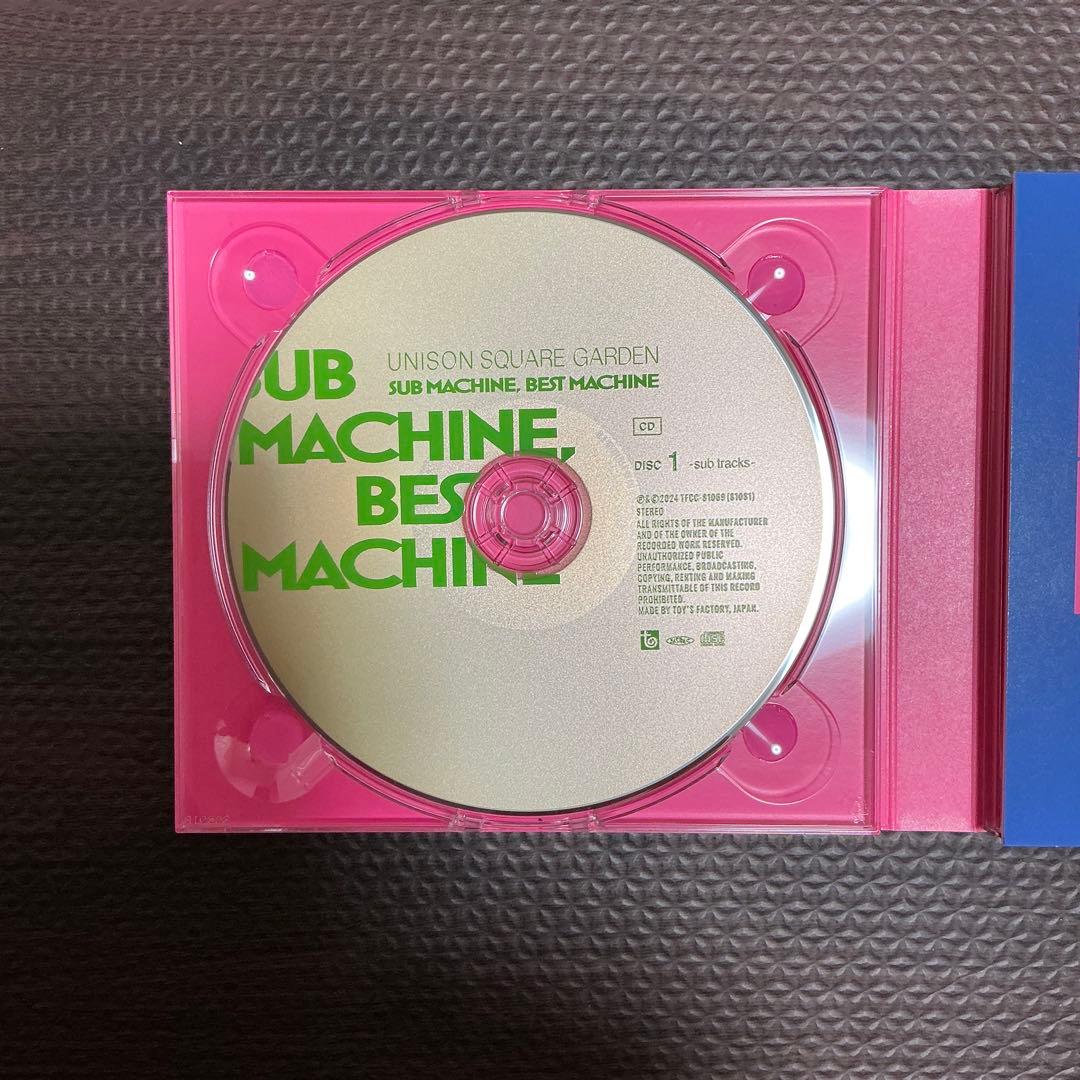 SUB
MACHINE,
BES
MACHINE
UNISON SQUARE GARDEN
SUB MACHINE, BEST MACHINE
CD
DISC 1 -sub tracks-
℗&©2024 TFCC-81069 (81081)
STEREO
ALL RIGHTS OF THE MANUFACTURER
AND OF THE OWNER OF THE
RECORDED WORK RESERVED.
UNAUTHORIZED PUBLIC
PERFORMANCE, BROADCASTING,
COPYING, RENTING AND MAKING
TRANSMITTABLE OF THIS RECORD
PROHIBITED.
MADE BY TOY'S FACTORY, JAPAN.